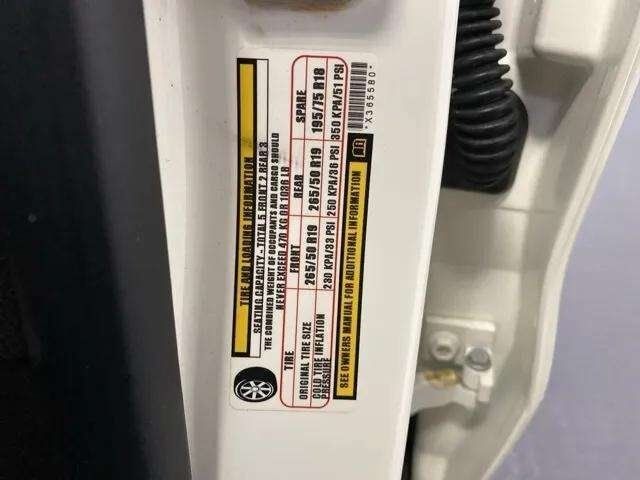 TIRE AND LOADING INFORMATION
SEATING CAPACITY - TOTAL 5 FRONT 2 REAR 3
THE COMBINED WEIGHT OF OCCUPANTS AND CARGO SHOULD
NEVER EXCEED 470 KG OR 1036 LB
TIRE FRONT REAR SPARE
ORIGINAL TIRE SIZE 265/50 R19 265/50 R19 195/75 R18
COLD TIRE INFLATION PRESSURE 230 KPA/33 PSI 250 KPA/36 PSI 350 KPA/51 PSI
SEE OWNERS MANUAL FOR ADDITIONAL INFORMATION
*X365580*